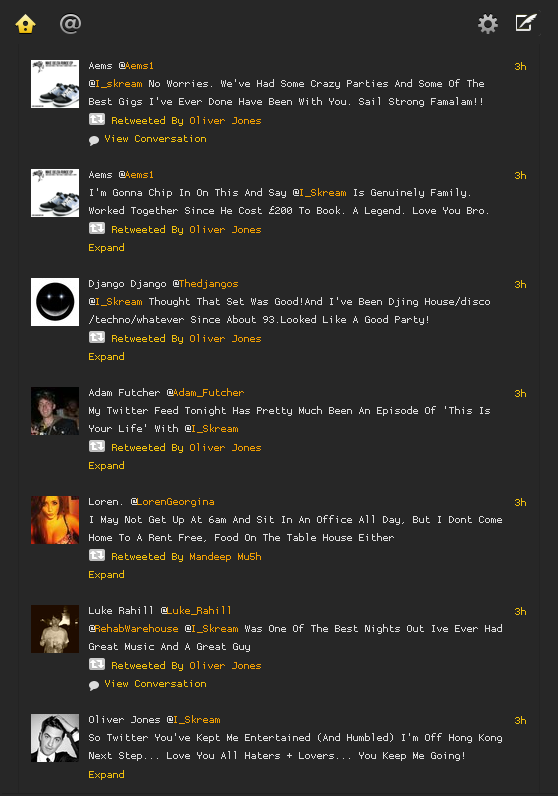 Aems @Aems1 3h
@I_skream No Worries. We've Had Some Crazy Parties And Some Of The
Best Gigs I've Ever Done Have Been With You. Sail Strong Famalam!!
Retweeted By Oliver Jones
View Conversation
Aems @Aems1 3h
I'm Gonna Chip In On This And Say @I_Skream Is Genuinely Family.
Worked Together Since He Cost £200 To Book. A Legend. Love You Bro.
Retweeted By Oliver Jones
Expand
Django Django @Thedjangos 3h
@I_Skream Thought That Set Was Good!And I've Been Djing House/disco
/techno/whatever Since About 93.Looked Like A Good Party!
Retweeted By Oliver Jones
Expand
Adam Futcher @Adam_Futcher 3h
My Twitter Feed Tonight Has Pretty Much Been An Episode Of 'This Is
Your Life' With @I_Skream
Retweeted By Oliver Jones
Expand
Loren. @LorenGeorgina 3h
I May Not Get Up At 6am And Sit In An Office All Day, But I Dont Come
Home To A Rent Free, Food On The Table House Either
Retweeted By Mandeep Mu5h
Expand
Luke Rahill @Luke_Rahill 3h
@RehabWarehouse @I_Skream Was One Of The Best Nights Out Ive Ever Had
Great Music And A Great Guy
Retweeted By Oliver Jones
View Conversation
Oliver Jones @I_Skream 3h
So Twitter You've Kept Me Entertained (And Humbled) I'm Off Hong Kong
Next Step... Love You All Haters + Lovers... You Keep Me Going!
Expand